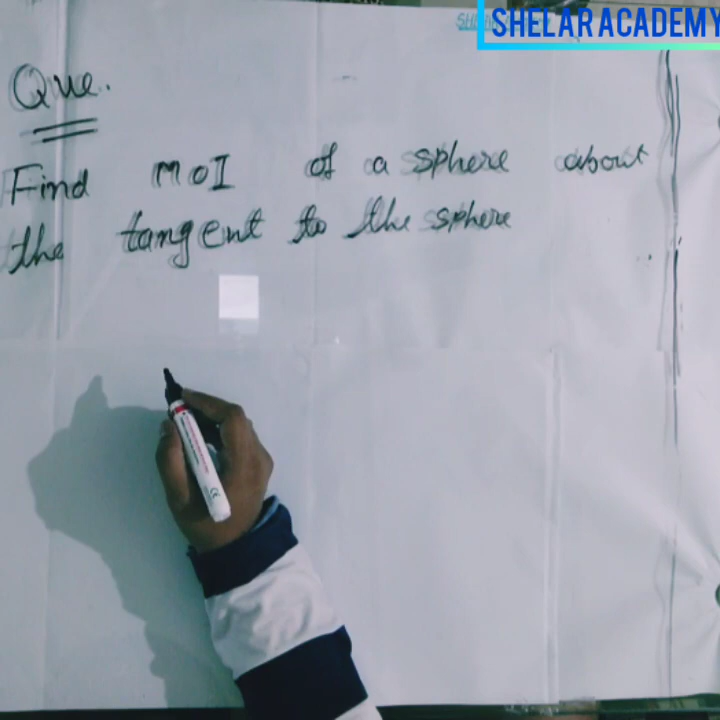 SHELAR ACADEMY
Que.
Find MOI of a sphere about
the tangent to the sphere